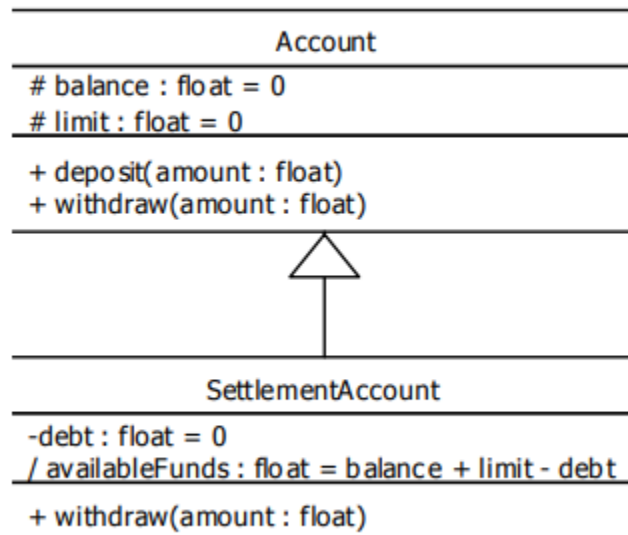 Account
# balance : float = 0
# limit : float = 0
+ deposit(amount : float)
+ withdraw(amount : float)
SettlementAccount
-debt : float = 0
/ availableFunds : float = balance + limit - debt
+ withdraw(amount : float)